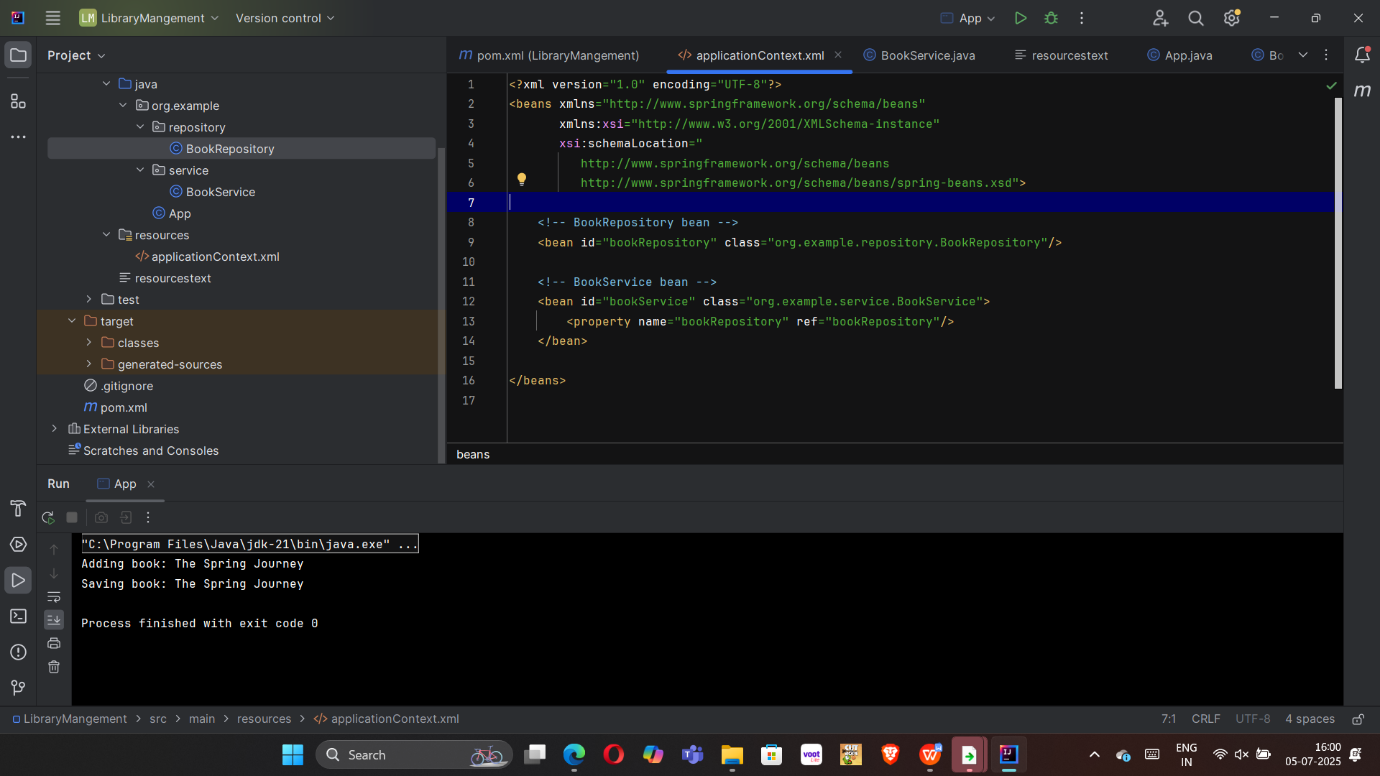 LM LibraryMangement Version control App
Project
java
org.example
repository
BookRepository
service
BookService
App
resources
applicationContext.xml
resourcestext
test
target
classes
generated-sources
.gitignore
pom.xml
External Libraries
Scratches and Consoles
pom.xml (LibraryMangement) applicationContext.xml BookService.java resourcestext App.java Bo
1 <?xml version="1.0" encoding="UTF-8"?>
2 <beans xmlns="http://www.springframework.org/schema/beans"
3 xmlns:xsi="http://www.w3.org/2001/XMLSchema-instance"
4 xsi:schemaLocation="
5 http://www.springframework.org/schema/beans
6 http://www.springframework.org/schema/beans/spring-beans.xsd">
7
8 <!-- BookRepository bean -->
9 <bean id="bookRepository" class="org.example.repository.BookRepository"/>
10
11 <!-- BookService bean -->
12 <bean id="bookService" class="org.example.service.BookService">
13 <property name="bookRepository" ref="bookRepository"/>
14 </bean>
15
16 </beans>
17
beans
Run App
"C:\Program Files\Java\jdk-21\bin\java.exe" ...
Adding book: The Spring Journey
Saving book: The Spring Journey
Process finished with exit code 0
LibraryMangement > src > main > resources > applicationContext.xml 7:1 CRLF UTF-8 4 spaces
Search
voot
ENG
IN
16:00
05-07-2025